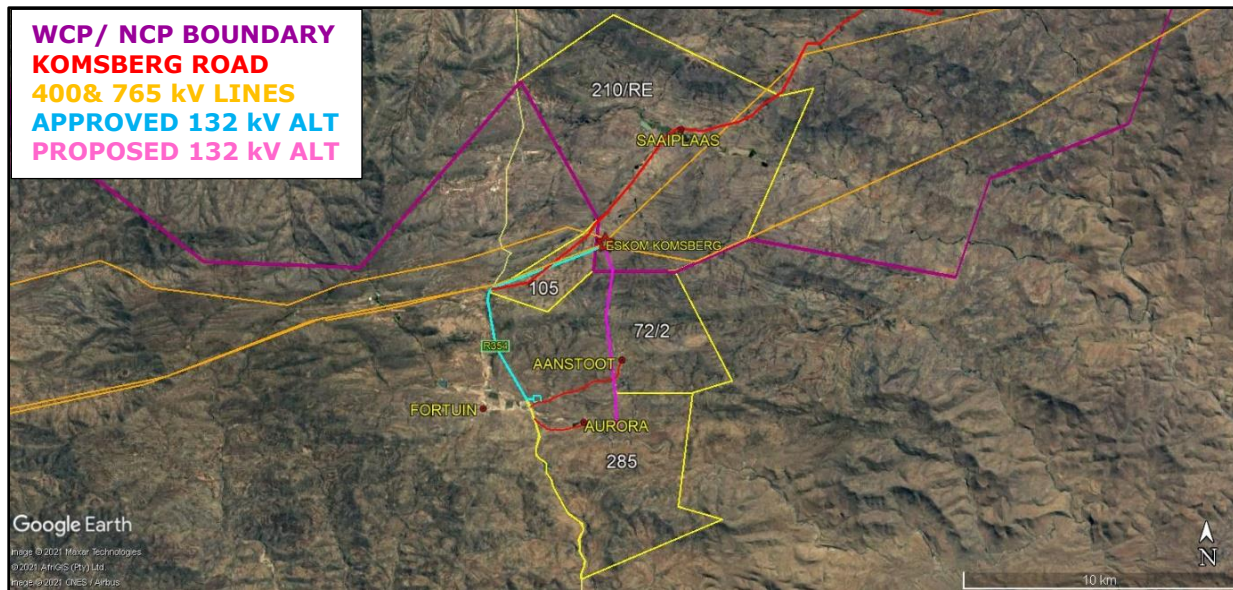 WCP/ NCP BOUNDARY
KOMSBERG ROAD
400& 765 kV LINES
APPROVED 132 kV ALT
PROPOSED 132 kV ALT
210/RE
SAAIPLAAS
ESKOM KOMSBERG
105
72/2
R354
AANSTOOT
FORTUIN
AURORA
285
Google Earth
Image © 2021 Maxar Technologies
© 2021 AfriGIS (Pty) Ltd.
Image © 2021 CNES / Airbus
N
10 km